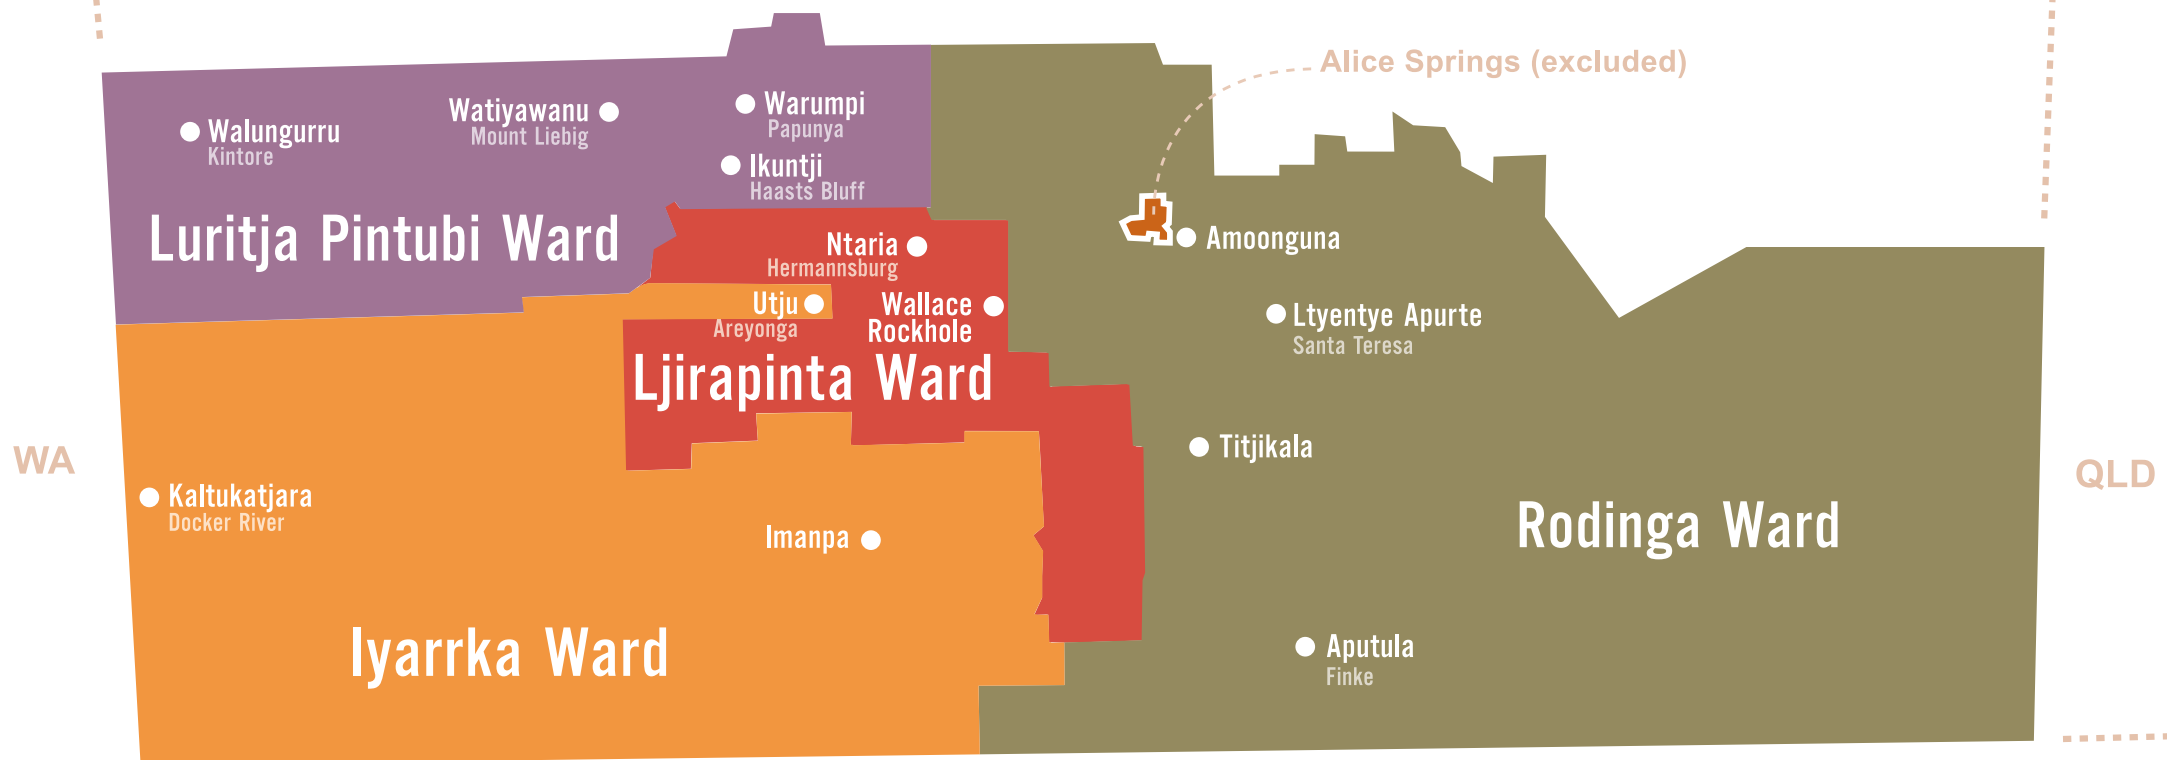 Alice Springs (excluded)
Walungurru
Kintore
Watiyawanu
Mount Liebig
Warumpi
Papunya
Ikuntji
Haasts Bluff
Luritja Pintubi Ward
Ntaria
Hermannsburg
Utju
Areyonga
Wallace
Rockhole
Ljirapinta Ward
Amoonguna
Ltyentye Apurte
Santa Teresa
Titjikala
WA
QLD
Kaltukatjara
Docker River
Imanpa
Rodinga Ward
Iyarrka Ward
Aputula
Finke